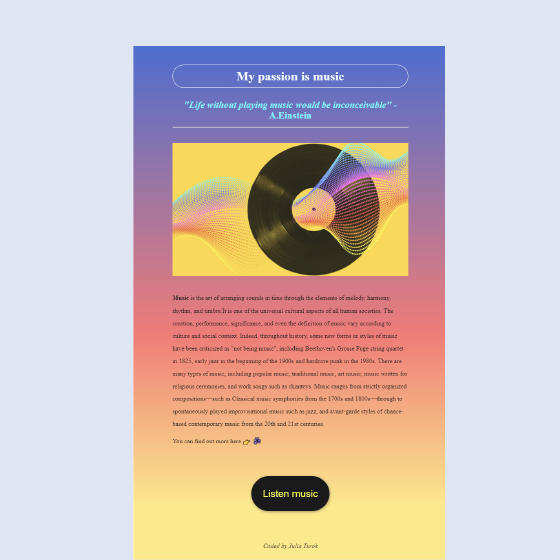 My passion is music
"Life without playing music would be inconceivable" -
A.Einstein
Music is the art of arranging sounds in time through the elements of melody, harmony,
rhythm, and timbre.It is one of the universal cultural aspects of all human societies. The
creation, performance, significance, and even the definition of music vary according to
culture and social context. Indeed, throughout history, some new forms or styles of music
have been criticized as "not being music", including Beethoven's Grosse Fuge string quartet
in 1825, early jazz in the beginning of the 1900s and hardcore punk in the 1980s. There are
many types of music, including popular music, traditional music, art music, music written for
religious ceremonies, and work songs such as chanteys. Music ranges from strictly organized
compositions—such as Classical music symphonies from the 1700s and 1800s—through to
spontaneously played improvisational music such as jazz, and avant-garde styles of chance-
based contemporary music from the 20th and 21st centuries.
You can find out more here 👉
Listen music
Coded by Julia Turok